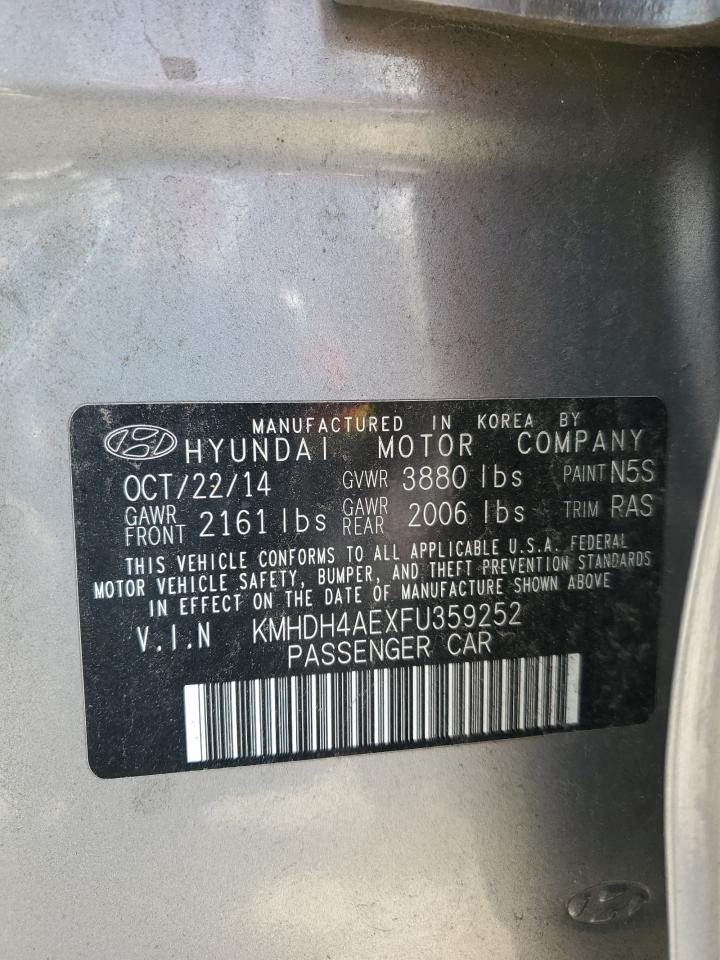 MANUFACTURED IN KOREA BY
HYUNDAI MOTOR COMPANY
OCT/22/14 GVWR 3880 lbs PAINT N5S
GAWR FRONT 2161 lbs GAWR REAR 2006 lbs TRIM RAS
THIS VEHICLE CONFORMS TO ALL APPLICABLE U.S.A. FEDERAL
MOTOR VEHICLE SAFETY, BUMPER, AND THEFT PREVENTION STANDARDS
IN EFFECT ON THE DATE OF MANUFACTURE SHOWN ABOVE
V.I.N KMHDH4AEXFU359252
PASSENGER CAR